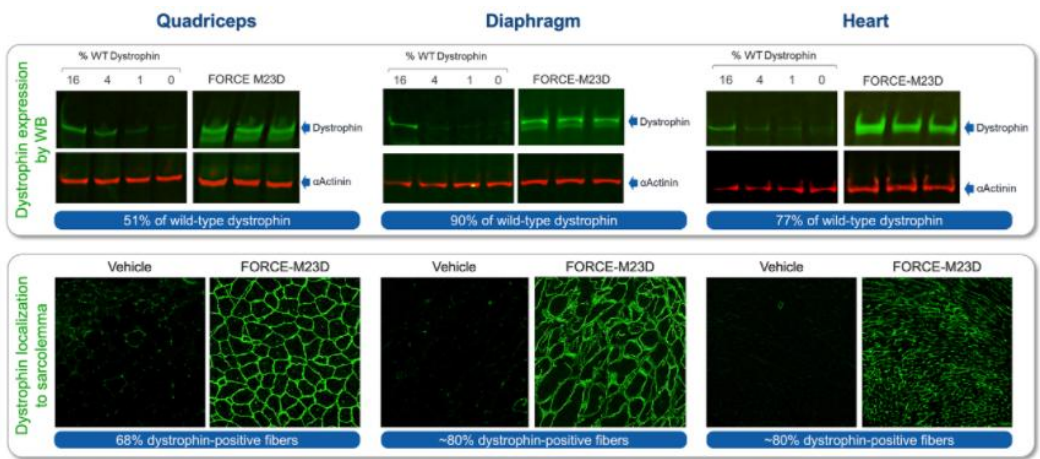 Quadriceps
Diaphragm
Heart
Dystrophin expression
by WB
% WT Dystrophin
16 4 1 0
FORCE M23D
Dystrophin
αActinin
51% of wild-type dystrophin
% WT Dystrophin
16 4 1 0
FORCE-M23D
Dystrophin
αActinin
90% of wild-type dystrophin
% WT Dystrophin
16 4 1 0
FORCE-M23D
Dystrophin
αActinin
77% of wild-type dystrophin
Dystrophin localization
to sarcolemma
Vehicle
FORCE-M23D
68% dystrophin-positive fibers
Vehicle
FORCE-M23D
~80% dystrophin-positive fibers
Vehicle
FORCE-M23D
~80% dystrophin-positive fibers